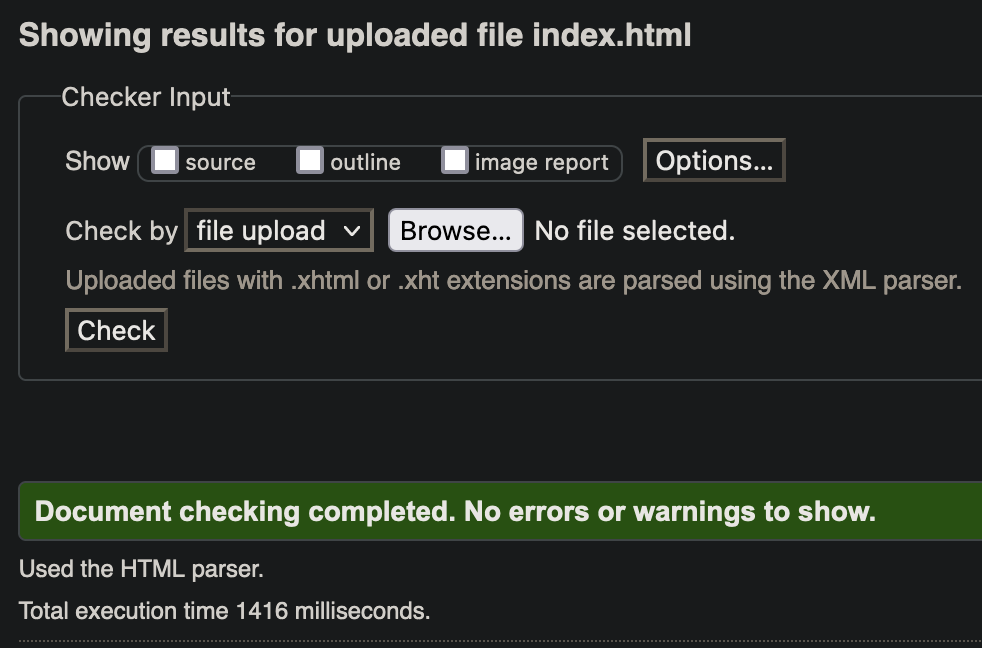 Showing results for uploaded file index.html
Checker Input
Show source outline image report Options...
Check by file upload Browse... No file selected.
Uploaded files with .xhtml or .xht extensions are parsed using the XML parser.
Check
Document checking completed. No errors or warnings to show.
Used the HTML parser.
Total execution time 1416 milliseconds.